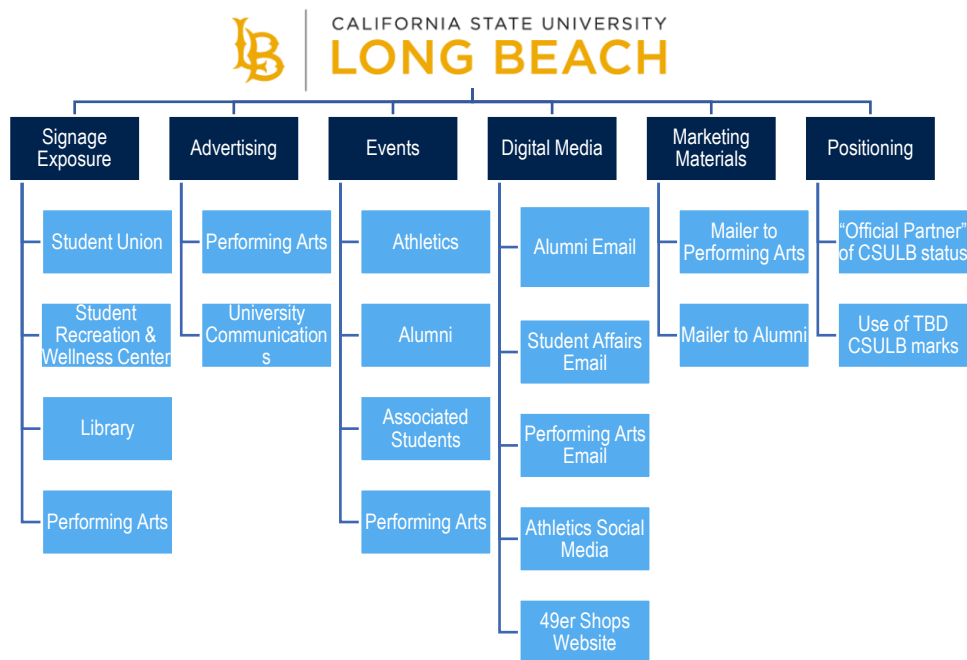 LB
CALIFORNIA STATE UNIVERSITY
LONG BEACH
Signage
Exposure
Student Union
Student
Recreation &
Wellness Center
Library
Performing Arts
Advertising
Performing Arts
University
Communication
s
Events
Athletics
Alumni
Associated
Students
Performing Arts
Digital Media
Alumni Email
Student Affairs
Email
Performing Arts
Email
Athletics Social
Media
49er Shops
Website
Marketing
Materials
Mailer to
Performing Arts
Mailer to Alumni
Positioning
“Official Partner”
of CSULB status
Use of TBD
CSULB marks